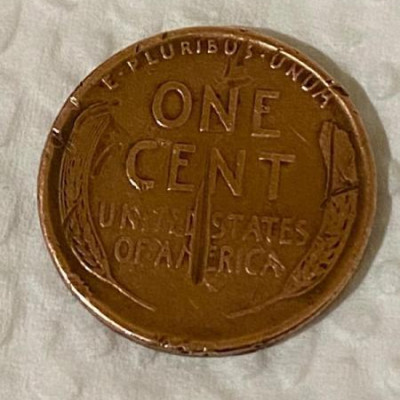 E·PLURIBUS·UNUM
ONE
CENT
UNITED STATES
OF AMERICA